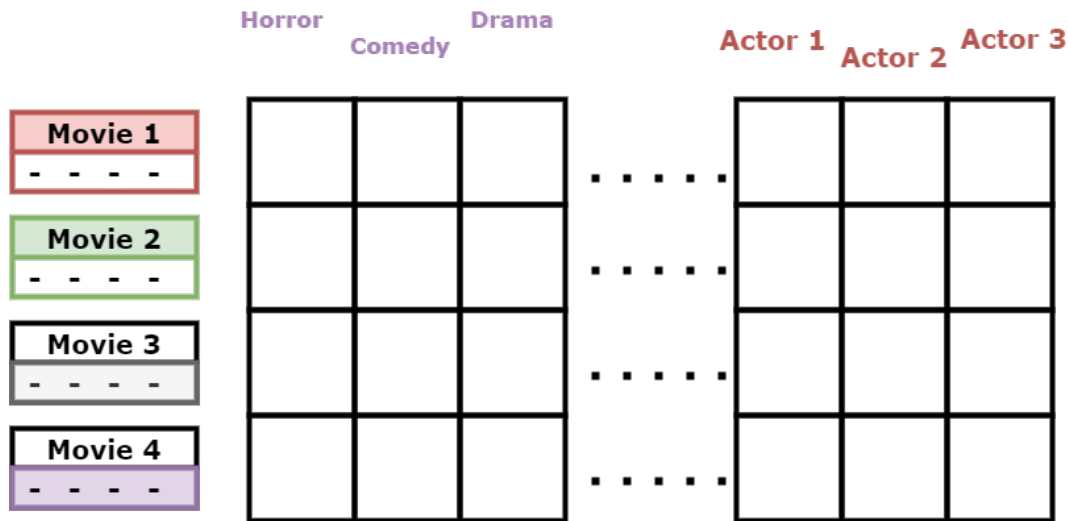 Horror
Comedy
Drama
Actor 1
Actor 2
Actor 3
Movie 1
- - - -
. . . . .
Movie 2
- - - -
. . . . .
Movie 3
- - - -
. . . . .
Movie 4
- - - -
. . . . .